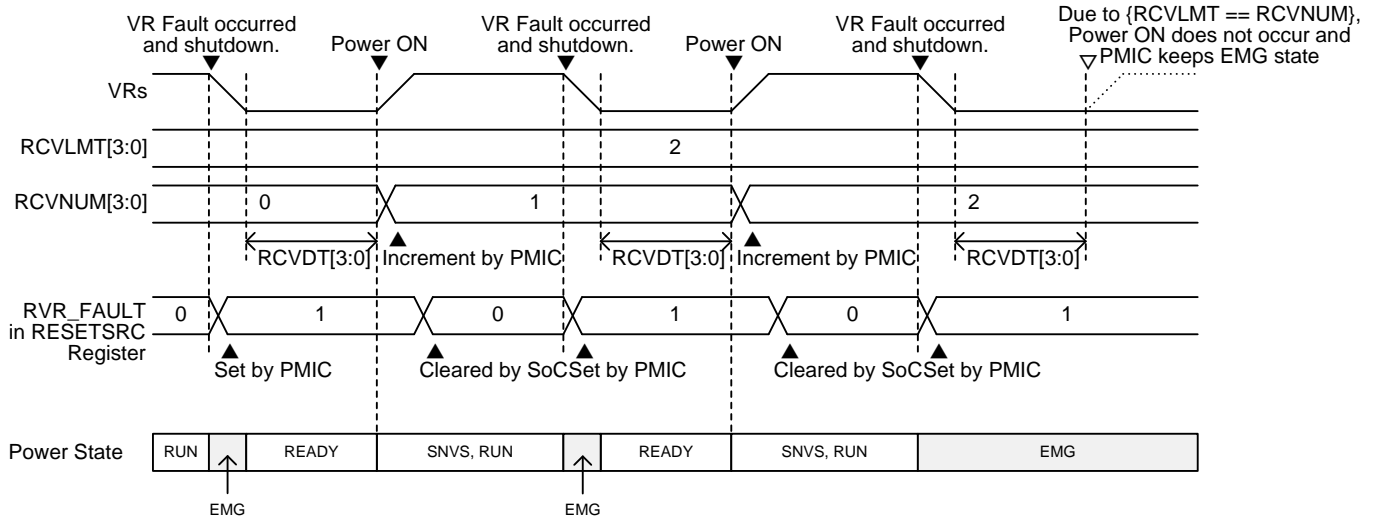 VR Fault occurred
and shutdown.
Power ON
VR Fault occurred
and shutdown.
Power ON
VR Fault occurred
and shutdown.
Due to {RCVLMT == RCVNUM},
Power ON does not occur and
PMIC keeps EMG state
VRs
RCVLMT[3:0]
2
RCVNUM[3:0]
0
1
2
RCVDT[3:0]
Increment by PMIC
RCVDT[3:0]
Increment by PMIC
RCVDT[3:0]
RVR_FAULT
in RESETSRC
Register
0
1
0
1
0
1
Set by PMIC
Cleared by SoC
Set by PMIC
Cleared by SoC
Set by PMIC
Power State
RUN
READY
SNVS, RUN
READY
SNVS, RUN
EMG
EMG
EMG